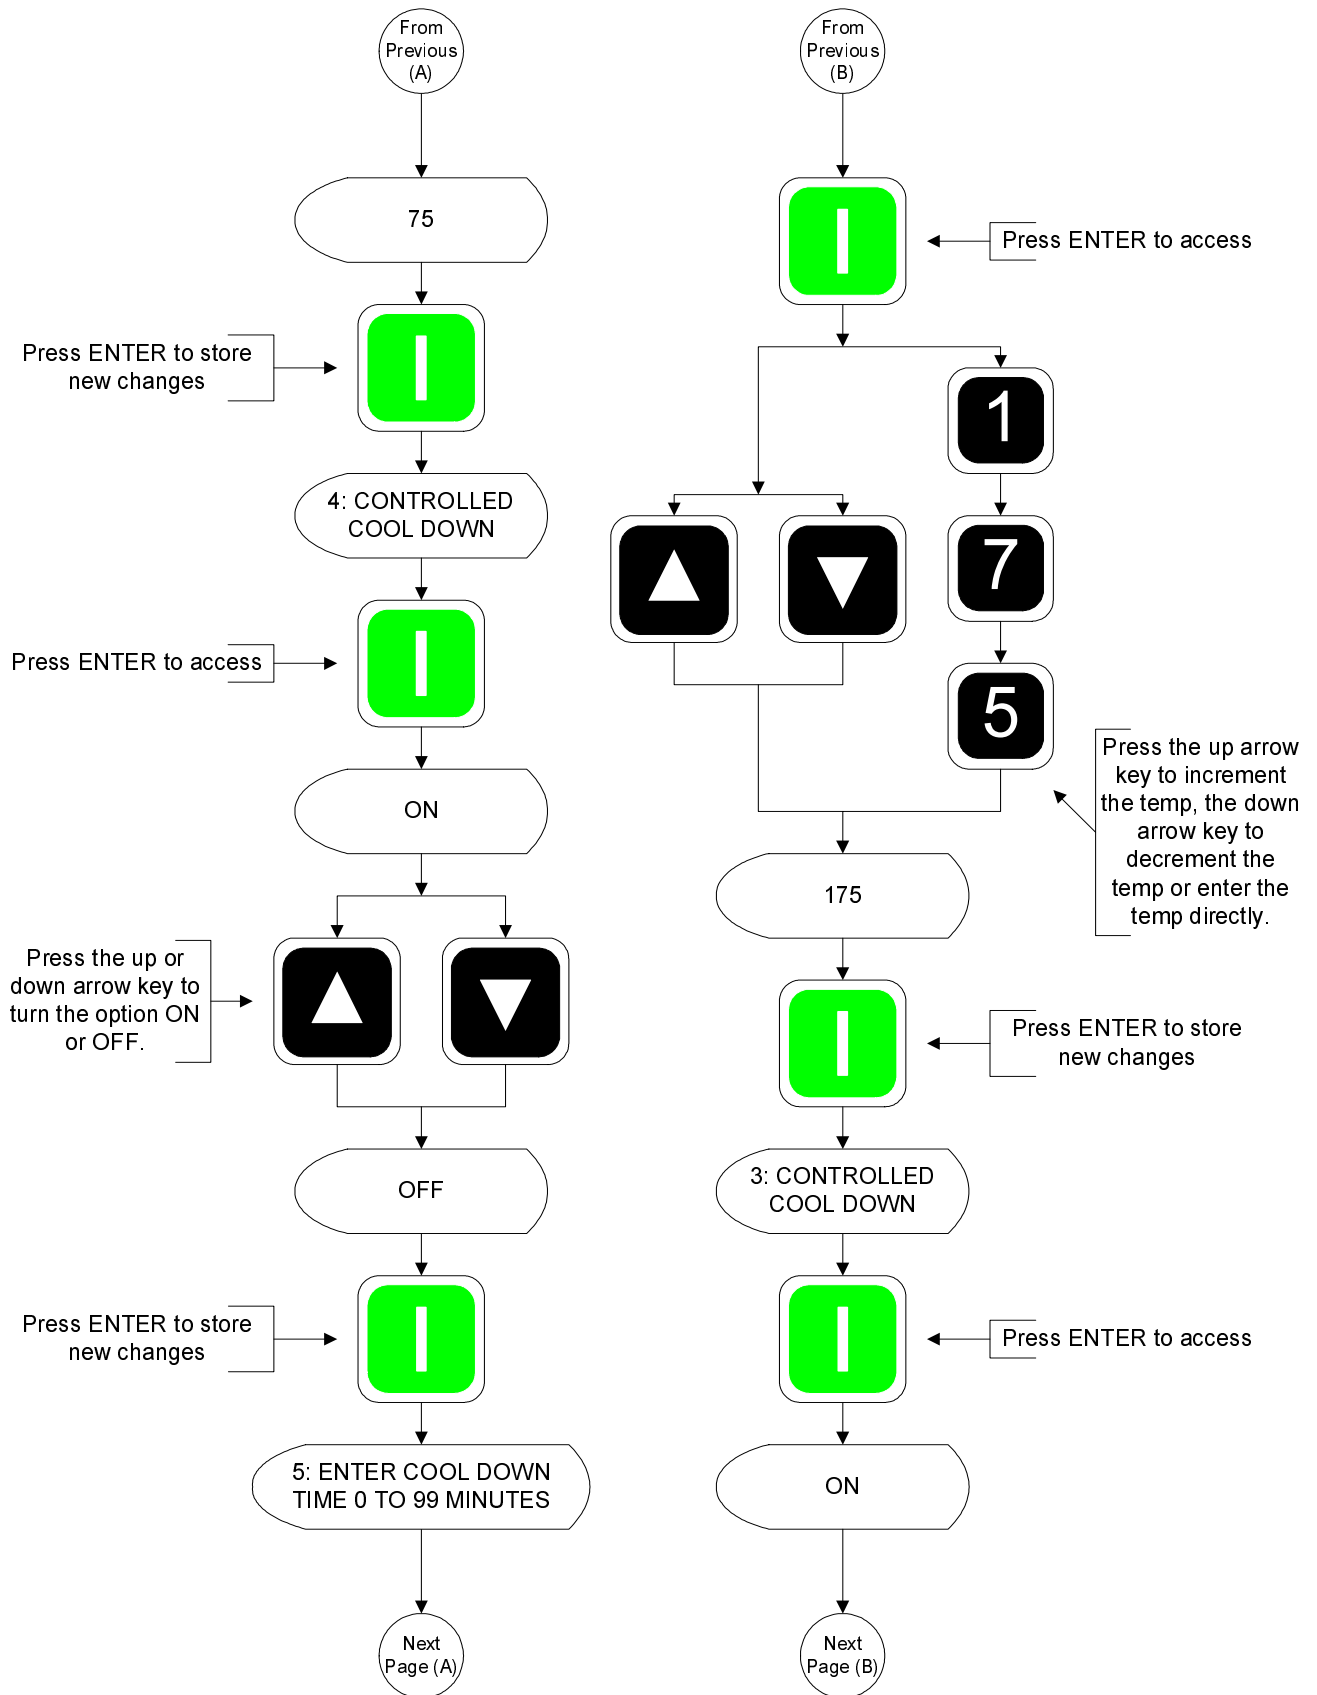 From
Previous
(A)
75
Press ENTER to store
new changes
4: CONTROLLED
COOL DOWN
Press ENTER to access
ON
Press the up or
down arrow key to
turn the option ON
or OFF.
OFF
Press ENTER to store
new changes
5: ENTER COOL DOWN
TIME 0 TO 99 MINUTES
Next
Page (A)
From
Previous
(B)
Press ENTER to access
1
7
5
Press the up arrow
key to increment
the temp, the down
arrow key to
decrement the
temp or enter the
temp directly.
175
Press ENTER to store
new changes
3: CONTROLLED
COOL DOWN
Press ENTER to access
ON
Next
Page (B)